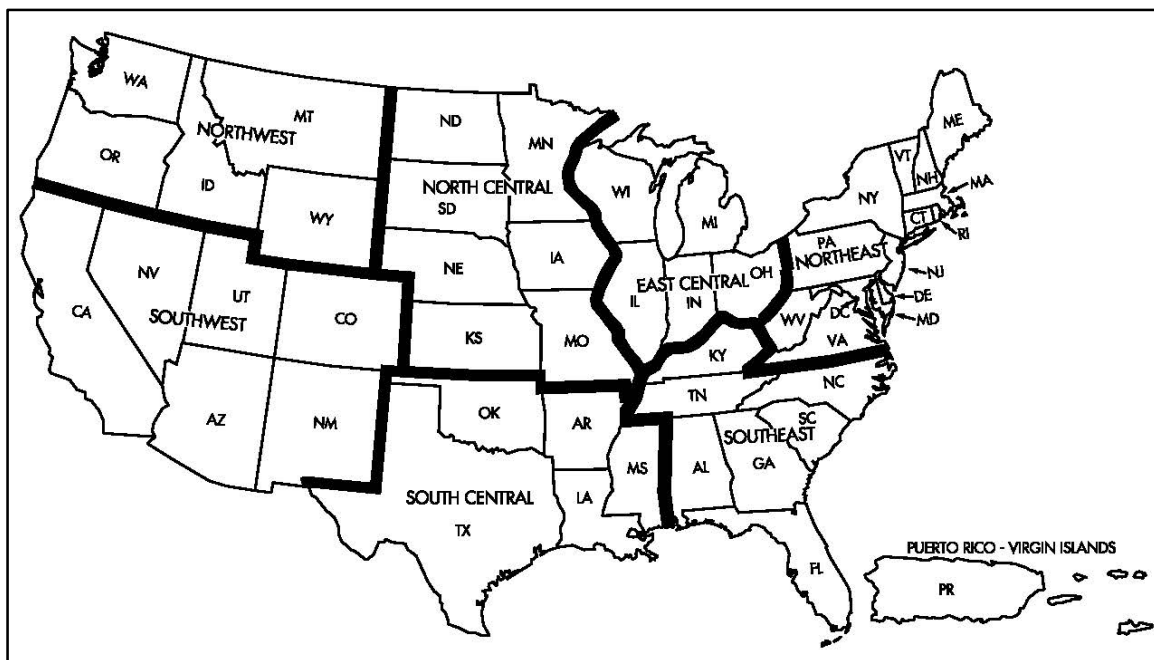 WA
MT
ND
MN
ME
NORTHWEST
OR
ID
WY
NORTH CENTRAL
SD
WI
MI
VT
NH
MA
NY
CT
RI
NE
IA
PA
NORTHEAST
NJ
NV
UT
CA
SOUTHWEST
CO
KS
MO
IL
EAST CENTRAL
IN
OH
WV
DC
DE
MD
VA
KY
AZ
NM
OK
AR
TN
NC
SC
SOUTHEAST
GA
MS
AL
SOUTH CENTRAL
TX
LA
FL
PUERTO RICO - VIRGIN ISLANDS
PR